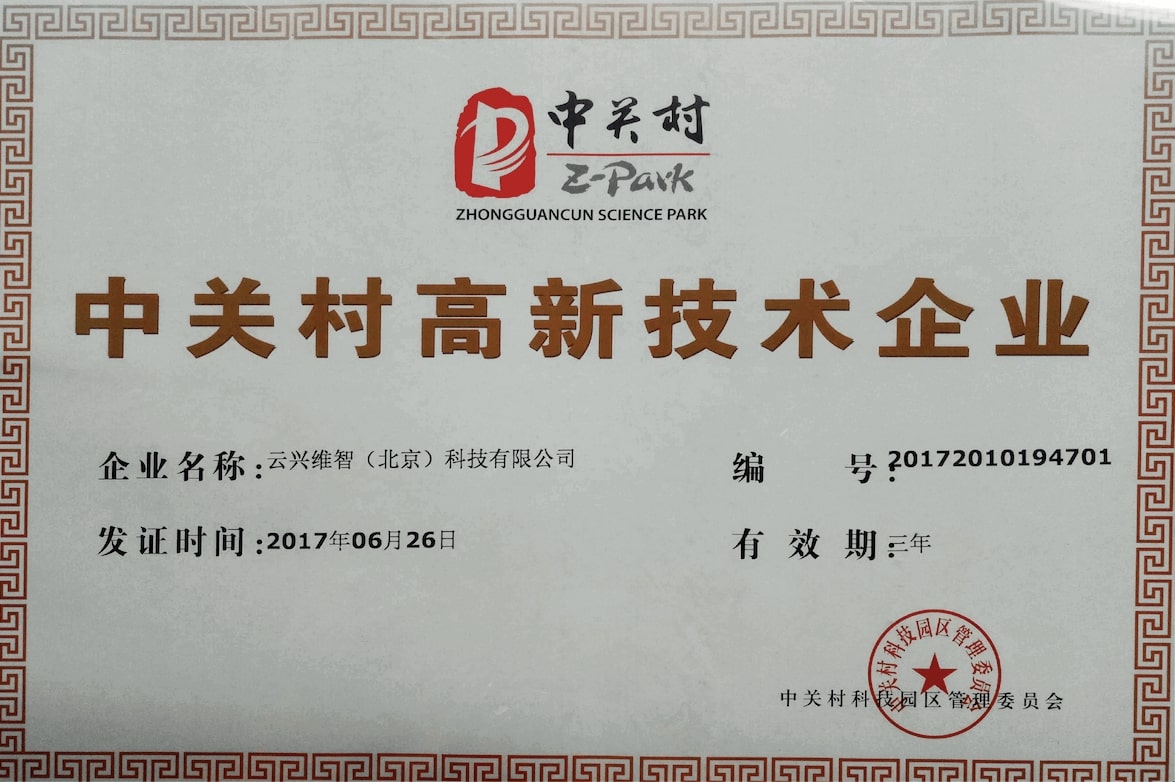 中关村
Z-Park
ZHONGGUANCUN SCIENCE PARK
中关村高新技术企业
企业名称:云兴维智（北京）科技有限公司
编 号:20172010194701
发证时间:2017年06月26日
有 效 期:三年
中关村科技园区管理委员会
中关村科技园区管理委员会